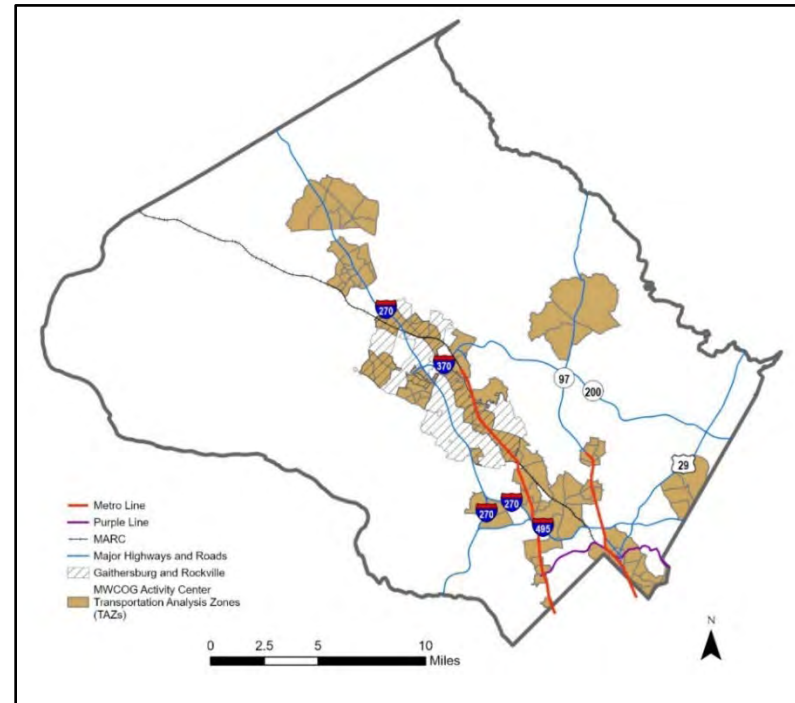 270
370
97
200
29
270
270
495
Metro Line
Purple Line
MARC
Major Highways and Roads
Gaithersburg and Rockville
MWCOG Activity Center
Transportation Analysis Zones
(TAZs)
0 2.5 5 10
Miles
N